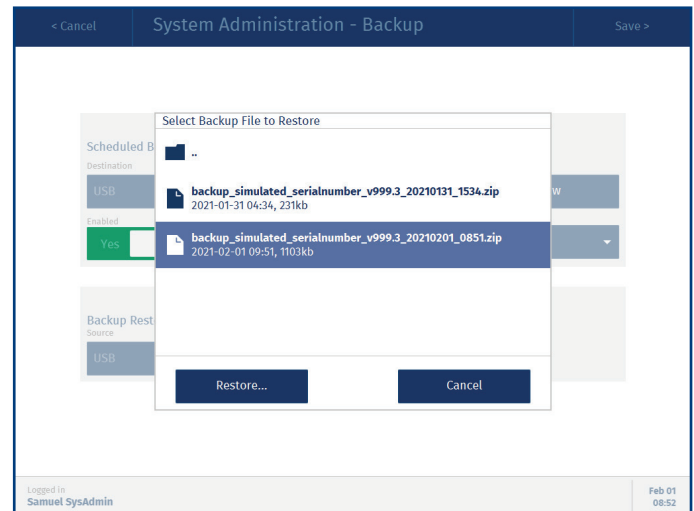 < Cancel
System Administration - Backup
Save >
Select Backup File to Restore
Scheduled B
Destination
USB
w
Enabled
Yes
..
backup_simulated_serialnumber_v999.3_20210131_1534.zip
2021-01-31 04:34, 231kb
backup_simulated_serialnumber_v999.3_20210201_0851.zip
2021-02-01 09:51, 1103kb
Backup Rest
Source
USB
Restore...
Cancel
Logged in
Samuel SysAdmin
Feb 01
08:52